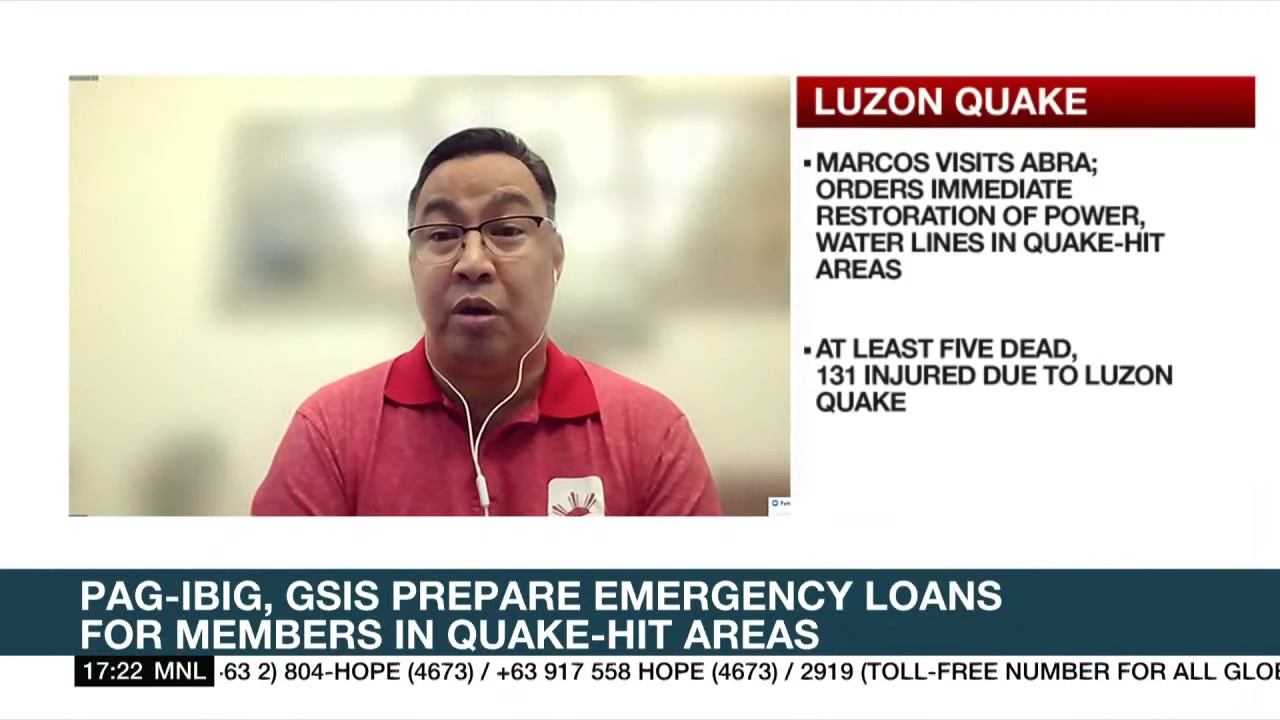 LUZON QUAKE
▪ MARCOS VISITS ABRA;
ORDERS IMMEDIATE
RESTORATION OF POWER,
WATER LINES IN QUAKE-HIT
AREAS
▪ AT LEAST FIVE DEAD,
131 INJURED DUE TO LUZON
QUAKE
PAG-IBIG, GSIS PREPARE EMERGENCY LOANS
FOR MEMBERS IN QUAKE-HIT AREAS
17:22 MNL -63 2) 804-HOPE (4673) / +63 917 558 HOPE (4673) / 2919 (TOLL-FREE NUMBER FOR ALL